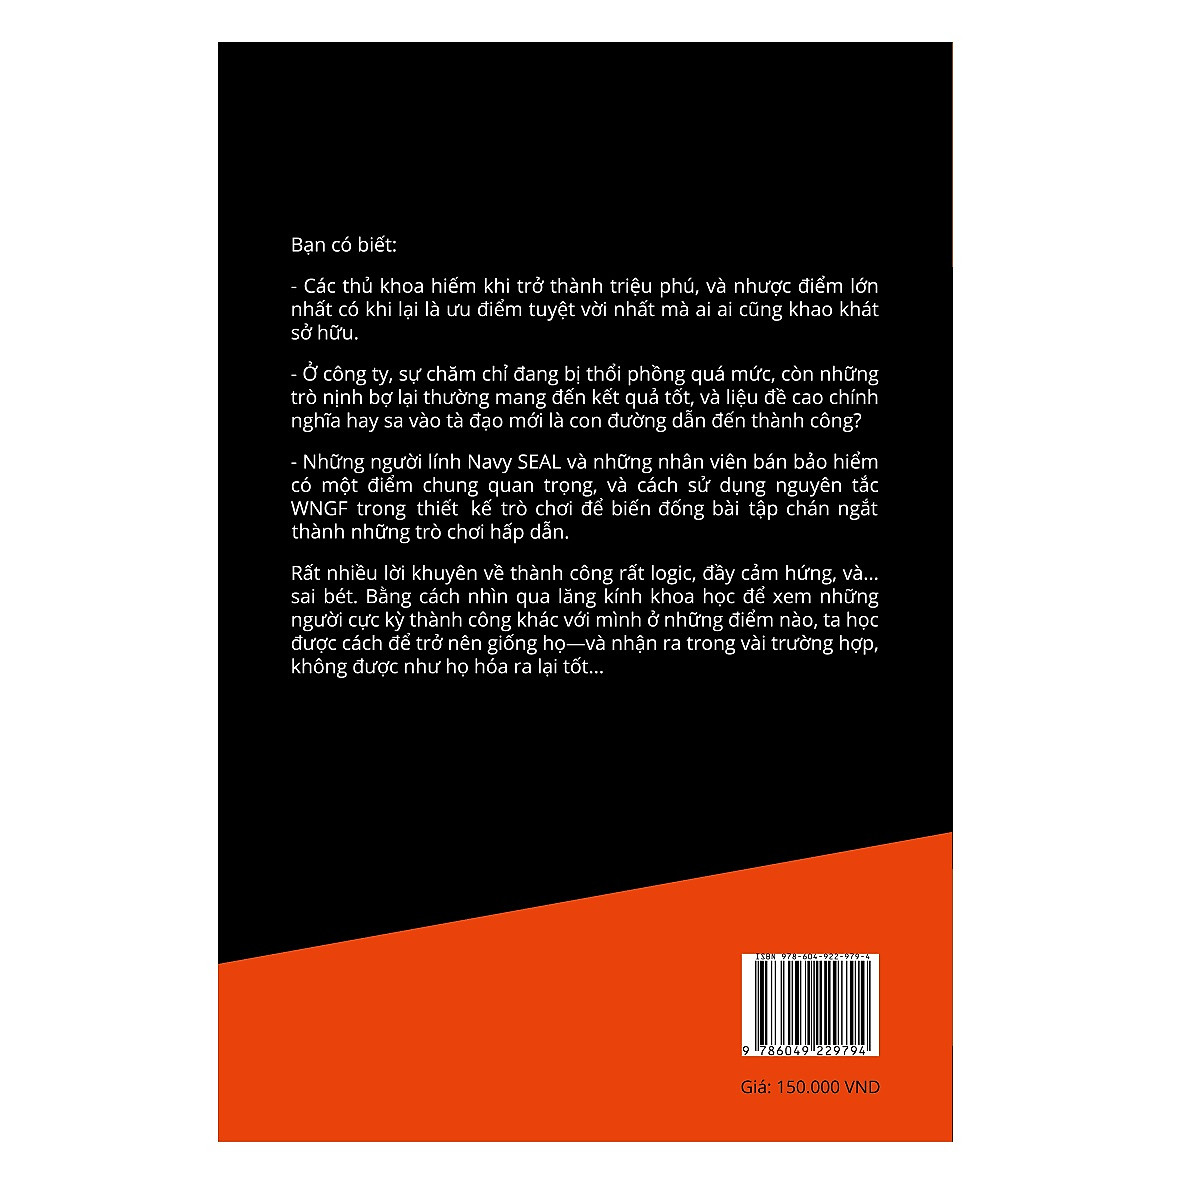 Bạn có biết:
- Các thủ khoa hiếm khi trở thành triệu phú, và nhược điểm lớn
nhất có khi lại là ưu điểm tuyệt vời nhất mà ai ai cũng khao khát
sở hữu.
- Ở công ty, sự chăm chỉ đang bị thổi phồng quá mức, còn những
trò nịnh bợ lại thường mang đến kết quả tốt, và liệu đề cao chính
nghĩa hay sa vào tà đạo mới là con đường dẫn đến thành công?
- Những người lính Navy SEAL và những nhân viên bán bảo hiểm
có một điểm chung quan trọng, và cách sử dụng nguyên tắc
WNGF trong thiết kế trò chơi để biến đống bài tập chán ngắt
thành những trò chơi hấp dẫn.
Rất nhiều lời khuyên về thành công rất logic, đầy cảm hứng, và...
sai bét. Bằng cách nhìn qua lăng kính khoa học để xem những
người cực kỳ thành công khác với mình ở những điểm nào, ta học
được cách để trở nên giống họ—và nhận ra trong vài trường hợp,
không được như họ hóa ra lại tốt...
ISBN 978-604-922-979-4
9 786049 229794
Giá: 150.000 VND